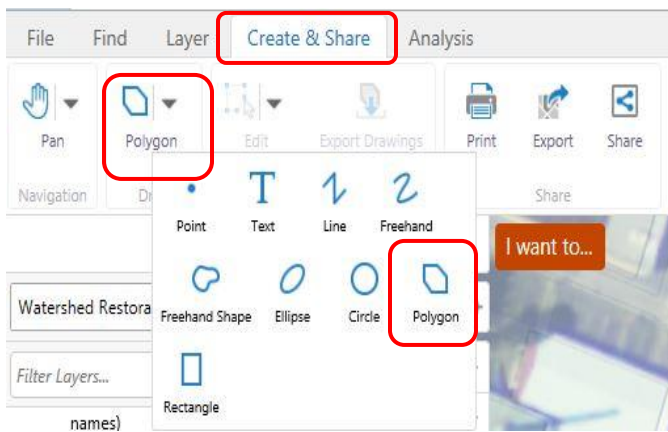 File Find Layer Create & Share Analysis
Pan Polygon Edit Export Drawings Print Export Share
Navigation Share
Point Text Line Freehand
I want to...
Freehand Shape Ellipse Circle Polygon
Watershed Restora
Filter Layers...
Rectangle
names)